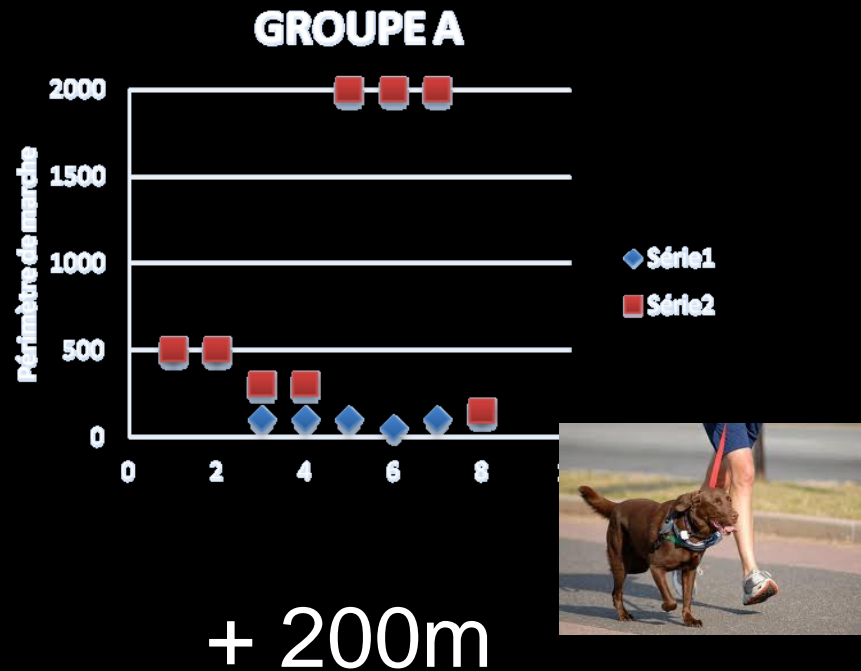 GROUPE A
Périmètre de marche
2000
1500
1000
500
0
0 2 4 6 8
Série1
Série2
+ 200m